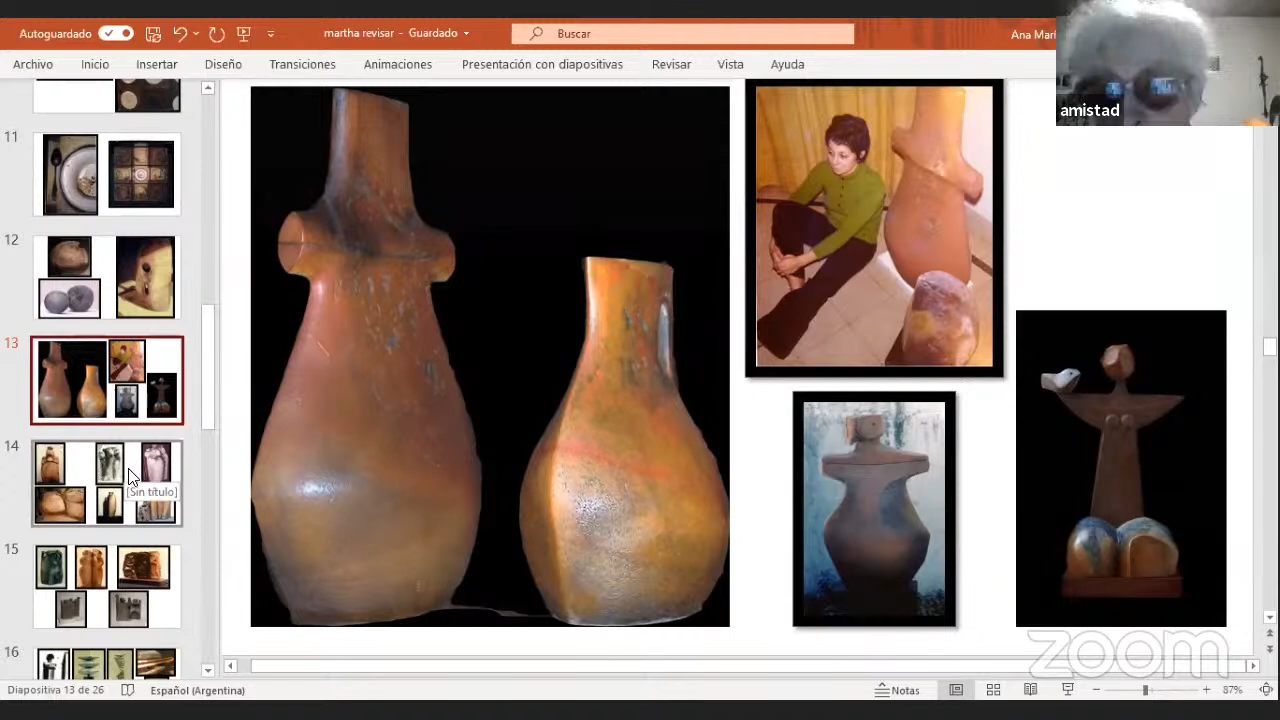 Autoguardado
martha revisar - Guardado
Buscar
Ana Marí
Archivo
Inicio
Insertar
Diseño
Transiciones
Animaciones
Presentación con diapositivas
Revisar
Vista
Ayuda
amistad
11
12
13
14
[Sin título]
15
16
zoom
Diapositiva 13 de 26
Español (Argentina)
Notas
87%